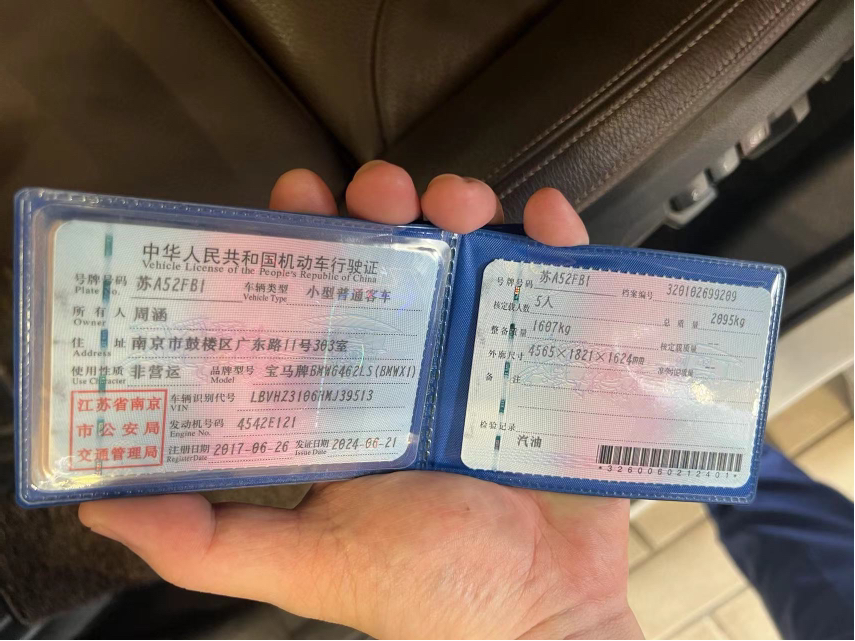 中华人民共和国机动车行驶证
Vehicle License of the People's Republic of China
号牌号码 苏A52FB1 车辆类型 小型普通客车
Plate No. Vehicle Type
所有人 周涵
Owner
住址 南京市鼓楼区广东路11号303室
Address
使用性质 非营运 品牌型号 宝马牌BMW6462LS(BMWX1)
Use Character Model
江苏省南京
市公安局
交通管理局
车辆识别代号 LBVHZ3106HMJ39513
VIN
发动机号码 4542E121
Engine No.
注册日期 2017-06-26 发证日期 2024-06-21
Register Date Issue Date
号牌号码 苏A52FB1 档案编号 320102699209
核定载人数 5人 总质量 2095kg
整备质量 1607kg 核定载质量 --
外廓尺寸 4565×1821×1624mm 准牵引总质量 --
备注
检验记录
汽油
*3260060212401*